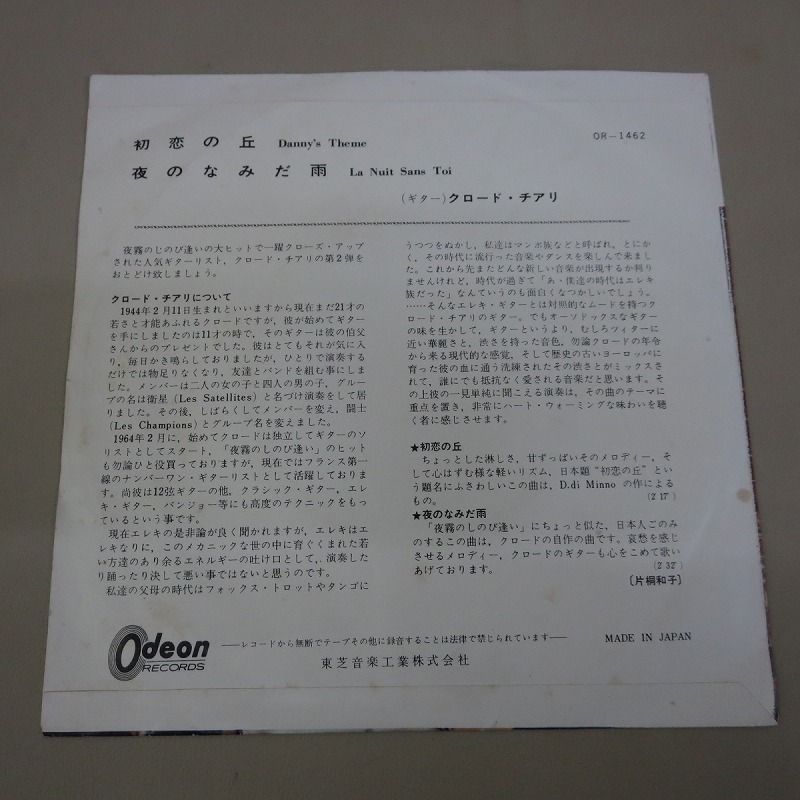 OR-1462
初恋の丘 Danny's Theme
夜のなみだ雨 La Nuit Sans Toi
(ギター)クロード・チアリ
夜霧のじのび逢いの大ヒットで一躍クローズ・アップ
された人気ギターリスト、クロード・チアリの第2弾を
おとどけ致しましょう。
クロード・チアリについて
1944年2月11日生まれといいますから現在まだ21才の
若さと才能あふれるクロードですが、彼が始めてギター
を手にしましたのは11才の時で、そのギターは彼の伯父
さんからのプレゼントでした。彼はとてもそれが気に入
り、毎日かき鳴らしておりましたが、ひとりで演奏する
だけでは物足りなくなり、友達とバンドを組む事にしま
した。メンバーは二人の女の子と四人の男の子、グルー
プの名は衛星(Les Satellites)と名づけ演奏をして居
りました。その後、しばらくしてメンバーを変え、闘士
(Les Champions)とグループ名を変えました。
1964年2月に、始めてクロードは独立してギターのソ
リストとしてスタート、「夜霧のしのび逢い」のヒット
も勿論ひと役買っておりますが、現在ではフランス第一
線のナンバーワン・ギターリストとして活躍しておりま
す。尚彼は12弦ギターの他、クラシック・ギター、エレ
キ・ギター、バンジョー等にも高度のテクニックをもっ
ているという事です。
現在エレキの是非論が良く聞かれますが、エレキはエ
レキなりに、このメカニックな世の中に育ぐくまれた若
い方達のあり余るエネルギーの吐け口として、演奏した
り踊ったり決して悪い事ではないと思うのです。
私達の父母の時代はフォックス・トロットやタンゴに
うつつをぬかし、私達はマンボ族などと呼ばれ、とにか
く、その時代に流行った音楽やダンスを楽しんで来まし
た。これから先またどんな新しい音楽が出現するか判り
ませんけれど、時代が過ぎて「あ・僕達の時代はエレキ
族だった」なんていうのも面白くなつかしいでしょう。
……そんなエレキ・ギターとは対照的なムードを持つク
ロード・チアリのギター。でもオーソドックスなギター
の味を生かして、ギターというより、むしろツィターに
近い華麗さと、渋さを持った音色、勿論クロードの年令
から来る現代的な感覚、そして歴史の古いヨーロッパに
育った彼の血に通う洗練されたその渋さとがミックスさ
れて、誰にでも抵抗なく愛される音楽だと思います。そ
の上彼の一見単純に聞こえる演奏は、その曲のテーマに
重点を置き、非常にハート・ウォーミングな味わいを聴
く者に感じさせます。
★初恋の丘
ちょっとした淋しさ、甘ずっぱいそのメロディー、そ
して心はずむ様な軽いリズム、日本題“初恋の丘”とい
う題名にふさわしいこの曲は、D.di Minno の作による
もの。 (2′17″)
★夜のなみだ雨
「夜霧のしのび逢い」にちょっと似た、日本人ごのみ
のするこの曲は、クロードの自作の曲です。哀愁を感じ
させるメロディー、クロードのギターも心をこめて歌い
あげております。 (2′32″)
〔片桐和子〕
Odeon
RECORDS
──レコードから無断でテープその他に録音することは法律で禁じられています──
東芝音楽工業株式会社
MADE IN JAPAN